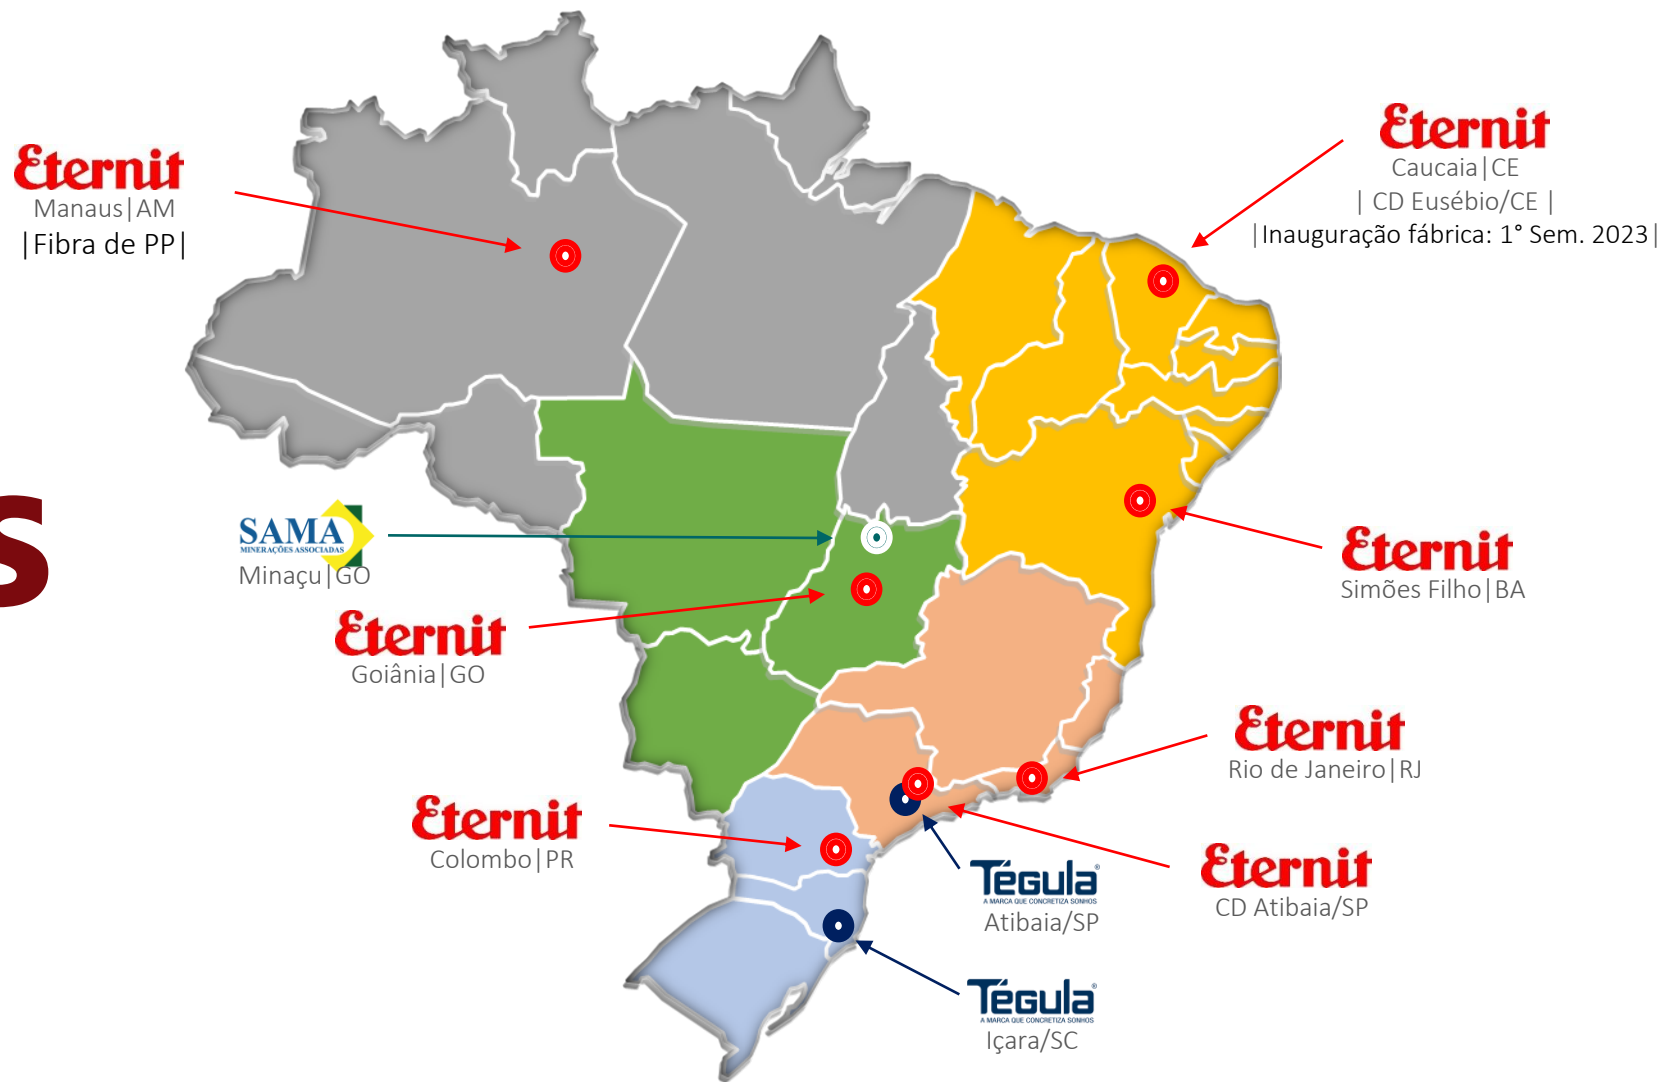 Eternit
Manaus|AM
|Fibra de PP|
Eternit
Caucaia|CE
| CD Eusébio/CE |
|Inauguração fábrica: 1° Sem. 2023|
SAMA
MINERAÇÕES ASSOCIADAS
Minaçu|GO
S
Eternit
Goiânia|GO
Eternit
Simões Filho|BA
Eternit
Rio de Janeiro|RJ
Eternit
Colombo|PR
Tégula®
A MARCA QUE CONCRETIZA SONHOS
Atibaia/SP
Eternit
CD Atibaia/SP
Tégula®
A MARCA QUE CONCRETIZA SONHOS
Içara/SC